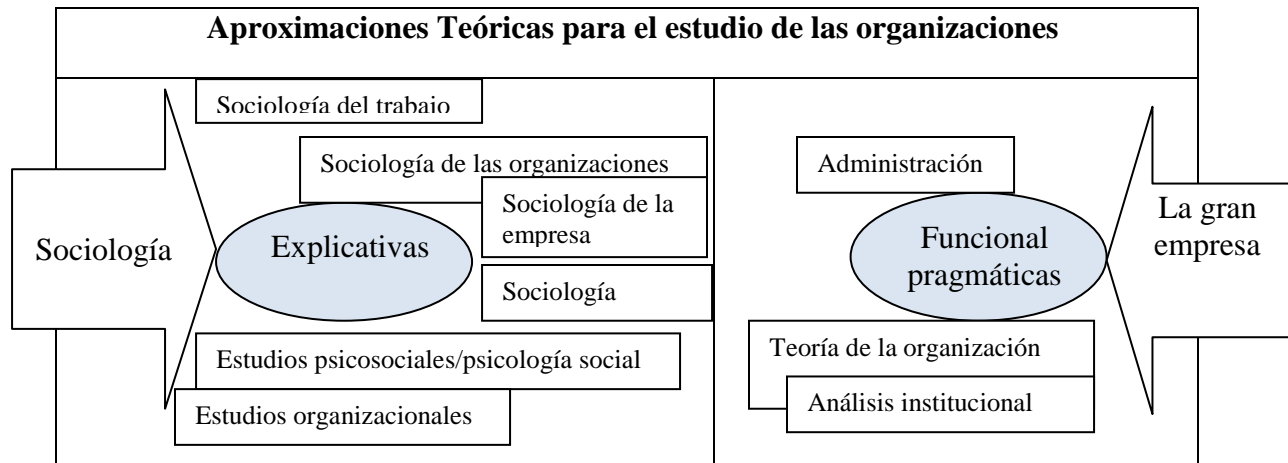 Aproximaciones Teóricas para el estudio de las organizaciones
Sociología del trabajo
Sociología de las organizaciones
Sociología de la
empresa
Sociología
Explicativas
Sociología
Estudios psicosociales/psicología social
Estudios organizacionales
Administración
Funcional
pragmáticas
La gran
empresa
Teoría de la organización
Análisis institucional